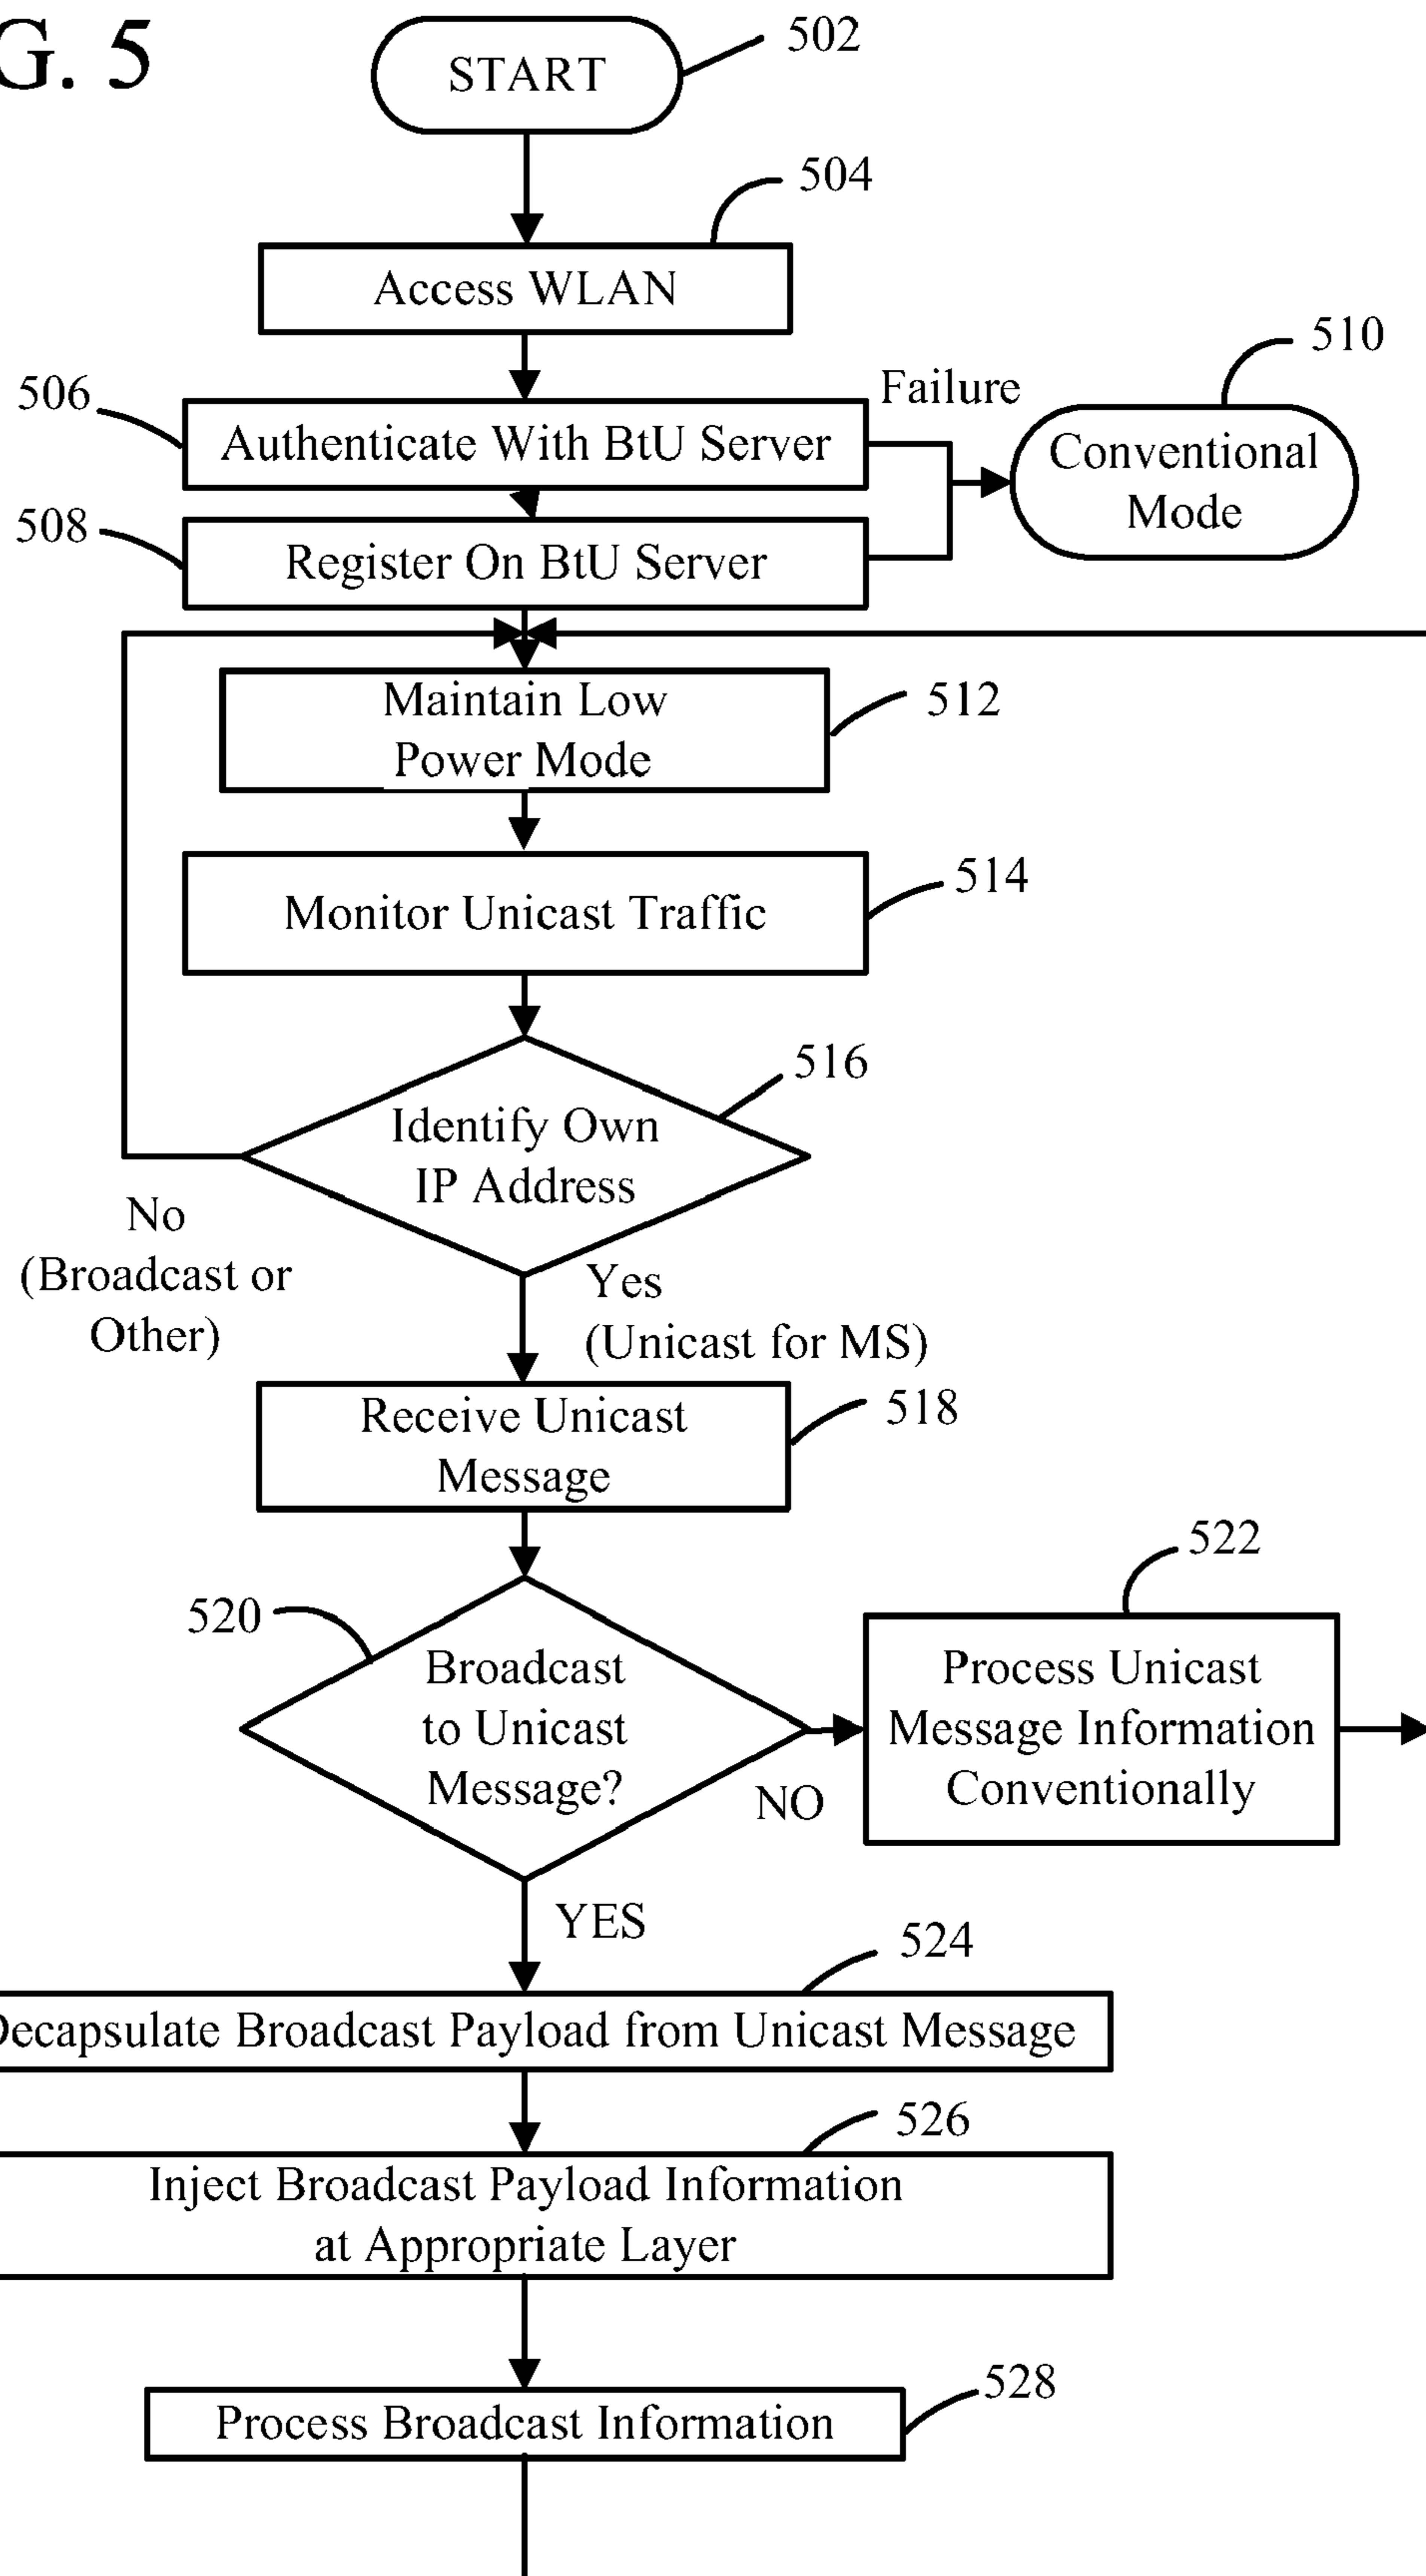 G. 5
START
502
504
Access WLAN
506
Authenticate With BtU Server
Failure
510
Conventional
Mode
508
Register On BtU Server
Maintain Low
Power Mode
512
Monitor Unicast Traffic
514
516
Identify Own
IP Address
No
(Broadcast or
Other)
Yes
(Unicast for MS)
Receive Unicast
Message
518
520
Broadcast
to Unicast
Message?
NO
522
Process Unicast
Message Information
Conventionally
YES
524
Decapsulate Broadcast Payload from Unicast Message
526
Inject Broadcast Payload Information
at Appropriate Layer
528
Process Broadcast Information